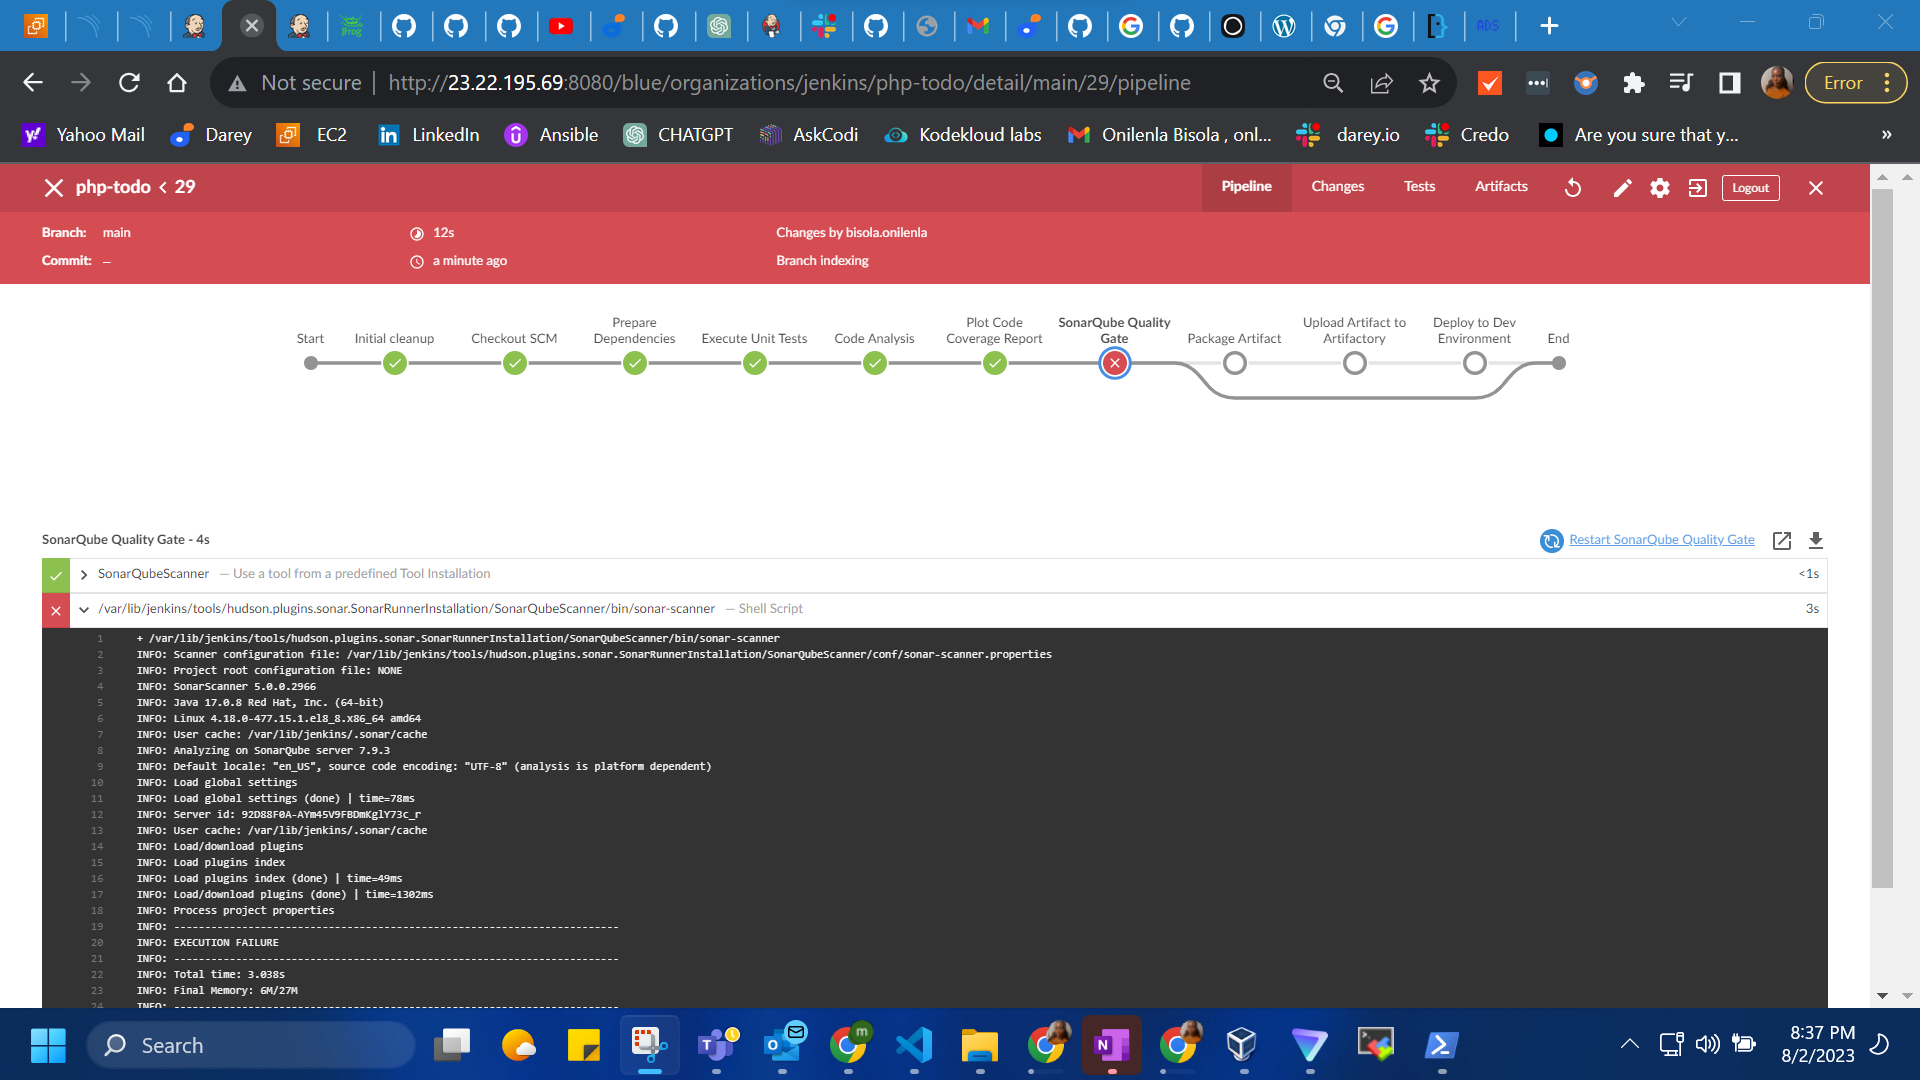 jFrog
ADS
Not secure
http://23.22.195.69:8080/blue/organizations/jenkins/php-todo/detail/main/29/pipeline
Error
Yahoo Mail
Darey
EC2
LinkedIn
Ansible
CHATGPT
AskCodi
Kodekloud labs
Onilenla Bisola , onl...
darey.io
Credo
Are you sure that y...
»
php-todo < 29
Pipeline
Changes
Tests
Artifacts
Logout
Branch: main
12s
Changes by bisola.onilenla
Commit: –
a minute ago
Branch indexing
Start
Initial cleanup
Checkout SCM
Prepare
Dependencies
Execute Unit Tests
Code Analysis
Plot Code
Coverage Report
SonarQube Quality
Gate
Package Artifact
Upload Artifact to
Artifactory
Deploy to Dev
Environment
End
SonarQube Quality Gate - 4s
Restart SonarQube Quality Gate
SonarQubeScanner — Use a tool from a predefined Tool Installation
<1s
/var/lib/jenkins/tools/hudson.plugins.sonar.SonarRunnerInstallation/SonarQubeScanner/bin/sonar-scanner — Shell Script
3s
1 + /var/lib/jenkins/tools/hudson.plugins.sonar.SonarRunnerInstallation/SonarQubeScanner/bin/sonar-scanner
2 INFO: Scanner configuration file: /var/lib/jenkins/tools/hudson.plugins.sonar.SonarRunnerInstallation/SonarQubeScanner/conf/sonar-scanner.properties
3 INFO: Project root configuration file: NONE
4 INFO: SonarScanner 5.0.0.2966
5 INFO: Java 17.0.8 Red Hat, Inc. (64-bit)
6 INFO: Linux 4.18.0-477.15.1.el8_8.x86_64 amd64
7 INFO: User cache: /var/lib/jenkins/.sonar/cache
8 INFO: Analyzing on SonarQube server 7.9.3
9 INFO: Default locale: "en_US", source code encoding: "UTF-8" (analysis is platform dependent)
10 INFO: Load global settings
11 INFO: Load global settings (done) | time=78ms
12 INFO: Server id: 92D88F0A-AYm45V9FBDmKglY73c_r
13 INFO: User cache: /var/lib/jenkins/.sonar/cache
14 INFO: Load/download plugins
15 INFO: Load plugins index
16 INFO: Load plugins index (done) | time=49ms
17 INFO: Load/download plugins (done) | time=1302ms
18 INFO: Process project properties
19 INFO: ------------------------------------------------------------------------
20 INFO: EXECUTION FAILURE
21 INFO: ------------------------------------------------------------------------
22 INFO: Total time: 3.038s
23 INFO: Final Memory: 6M/27M
24 INFO: ------------------------------------------------------------------------
Search
m
8:37 PM
8/2/2023